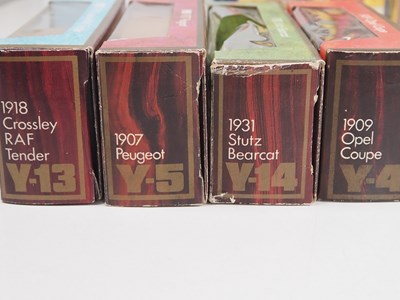 1918
Crossley
RAF
Tender
Y-13
1907
Peugeot
Y-5
1931
Stutz
Bearcat
Y-14
1909
Opel
Coupe
Y-4